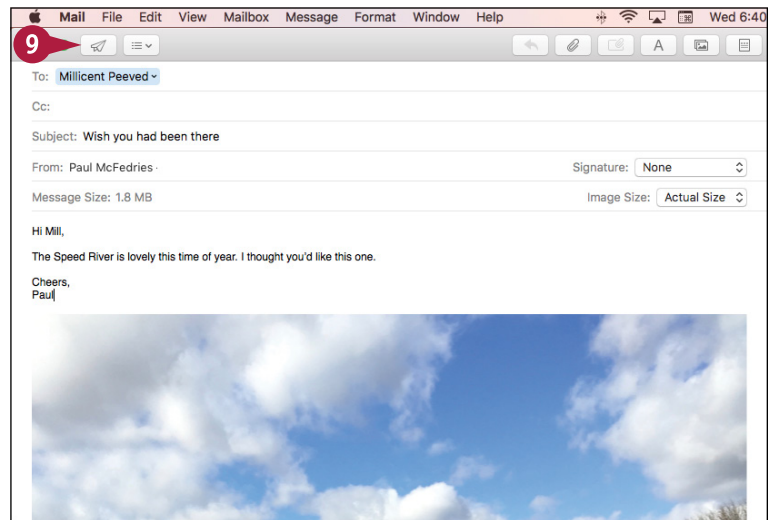 Mail File Edit View Mailbox Message Format Window Help Wed 6:40
9 A
To: Millicent Peeved
Cc:
Subject: Wish you had been there
From: Paul McFedries
Signature: None
Message Size: 1.8 MB
Image Size: Actual Size
Hi Mill,
The Speed River is lovely this time of year. I thought you'd like this one.
Cheers,
Paul